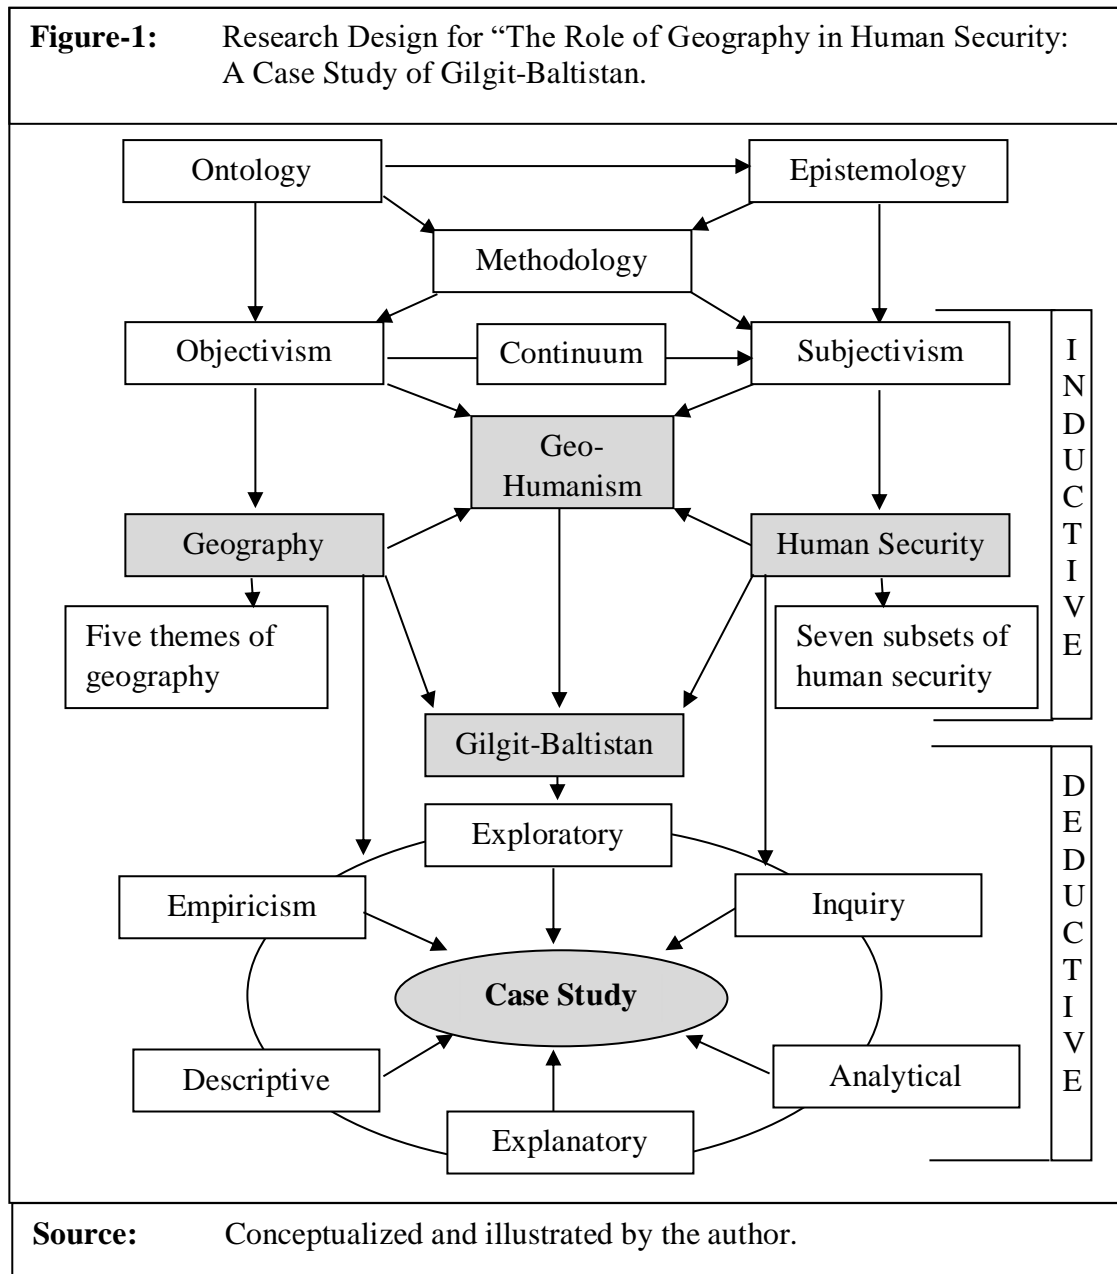 Figure-1: Research Design for “The Role of Geography in Human Security:
A Case Study of Gilgit-Baltistan.
Ontology
Epistemology
Methodology
Objectivism
Continuum
Subjectivism
Geo-
Humanism
Geography
Human Security
Five themes of
geography
Seven subsets of
human security
Gilgit-Baltistan
I
N
D
U
C
T
I
V
E
Exploratory
Empiricism
Inquiry
Case Study
Descriptive
Analytical
Explanatory
D
E
D
U
C
T
I
V
E
Source: Conceptualized and illustrated by the author.